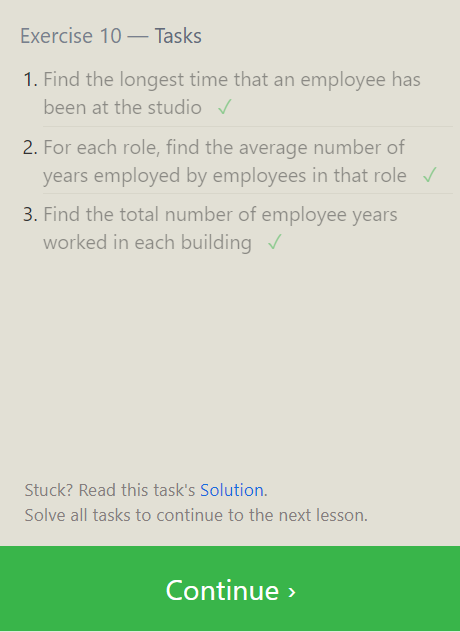 Exercise 10 — Tasks
1. Find the longest time that an employee has
been at the studio ✓
2. For each role, find the average number of
years employed by employees in that role ✓
3. Find the total number of employee years
worked in each building ✓
Stuck? Read this task's Solution.
Solve all tasks to continue to the next lesson.
Continue ›